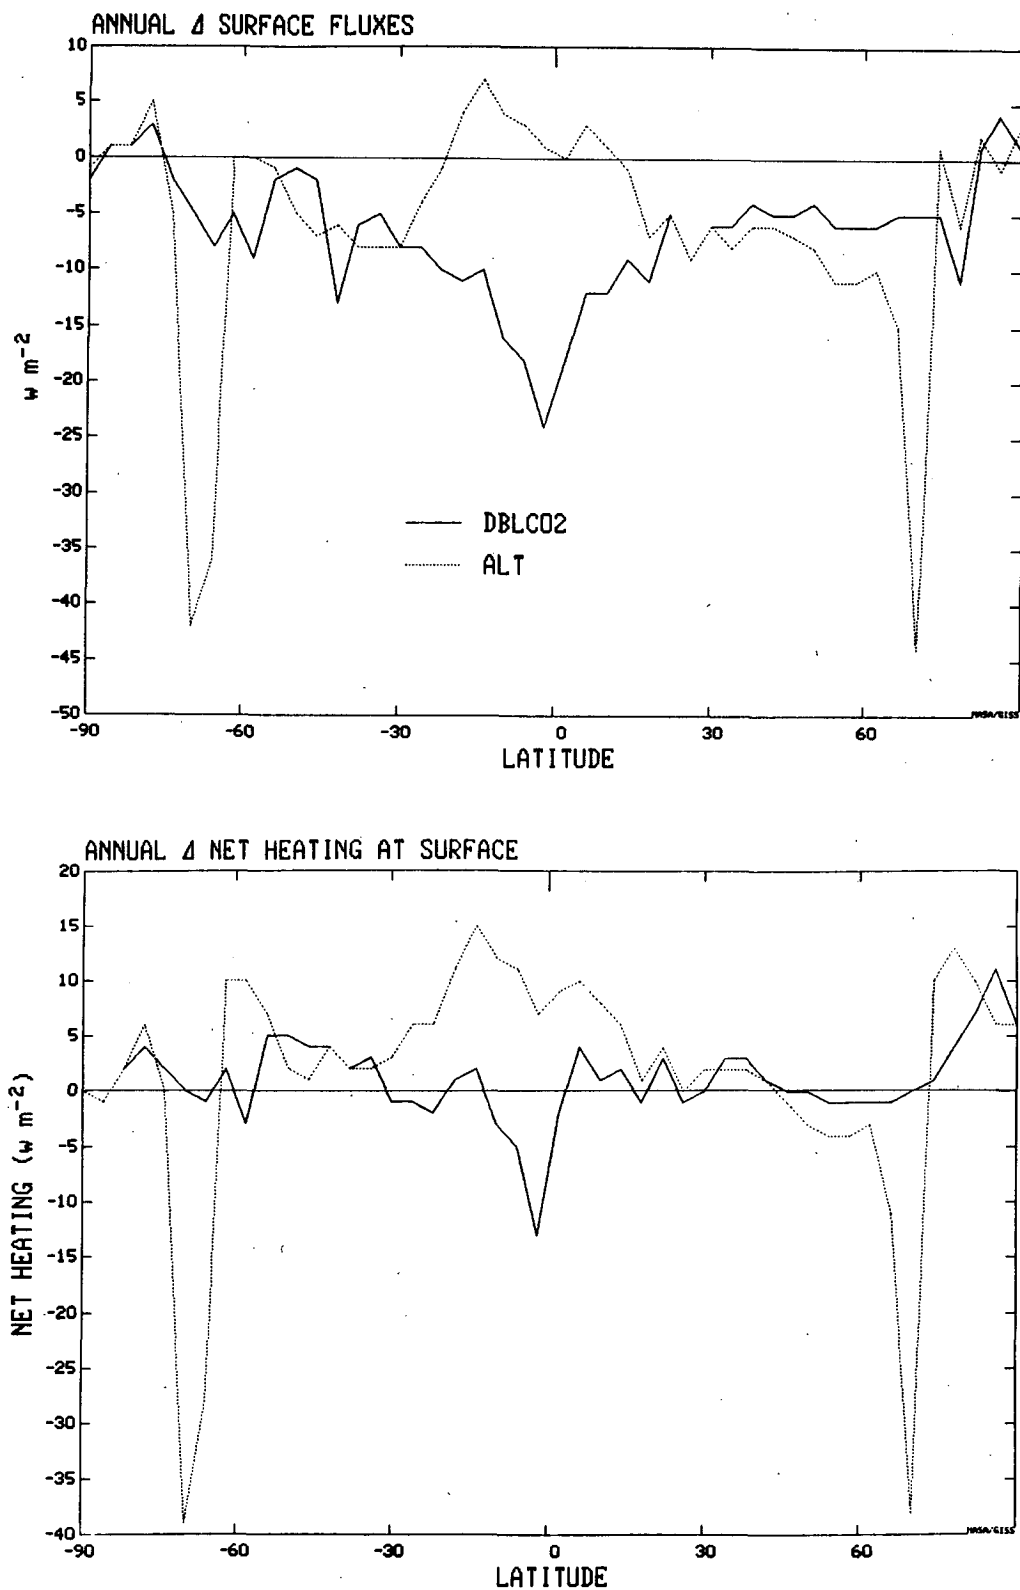 ANNUAL Δ SURFACE FLUXES
10
5
0
-5
-10
-15
-20
-25
-30
-35
-40
-45
-50
w m-2
DBLCO2
ALT
-90 -60 -30 0 30 60
NASA/GISS
LATITUDE
ANNUAL Δ NET HEATING AT SURFACE
20
15
10
5
0
-5
-10
-15
-20
-25
-30
-35
-40
NET HEATING (w m-2)
-90 -60 -30 0 30 60
NASA/GISS
LATITUDE